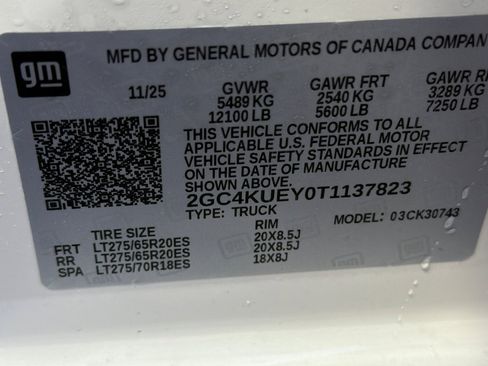 gm
MFD BY GENERAL MOTORS OF CANADA COMPAN
11/25 GVWR GAWR FRT GAWR R
5489 KG 2540 KG 3289 KG
12100 LB 5600 LB 7250 LB
THIS VEHICLE CONFORMS TO ALL
APPLICABLE U.S. FEDERAL MOTOR
VEHICLE SAFETY STANDARDS IN EFFECT
ON THE DATE OF MANUFACTURE
SHOWN ABOVE.
2GC4KUEY0T1137823
TYPE: TRUCK MODEL: 03CK30743
TIRE SIZE RIM
FRT LT275/65R20ES 20X8.5J
RR LT275/65R20ES 20X8.5J
SPA LT275/70R18ES 18X8J